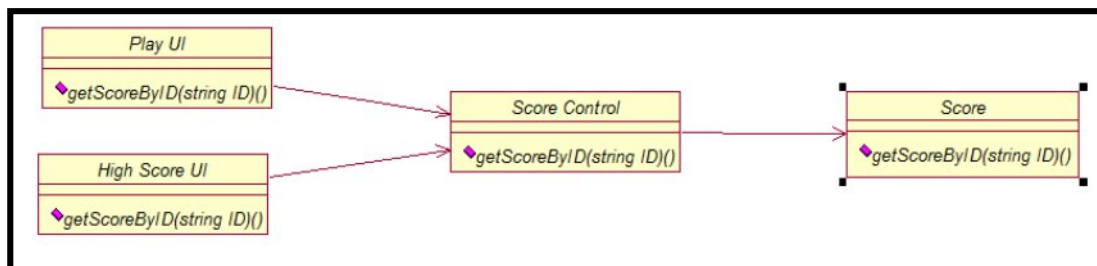 Play UI
getScoreByID(string ID)()
High Score UI
getScoreByID(string ID)()
Score Control
getScoreByID(string ID)()
Score
getScoreByID(string ID)()